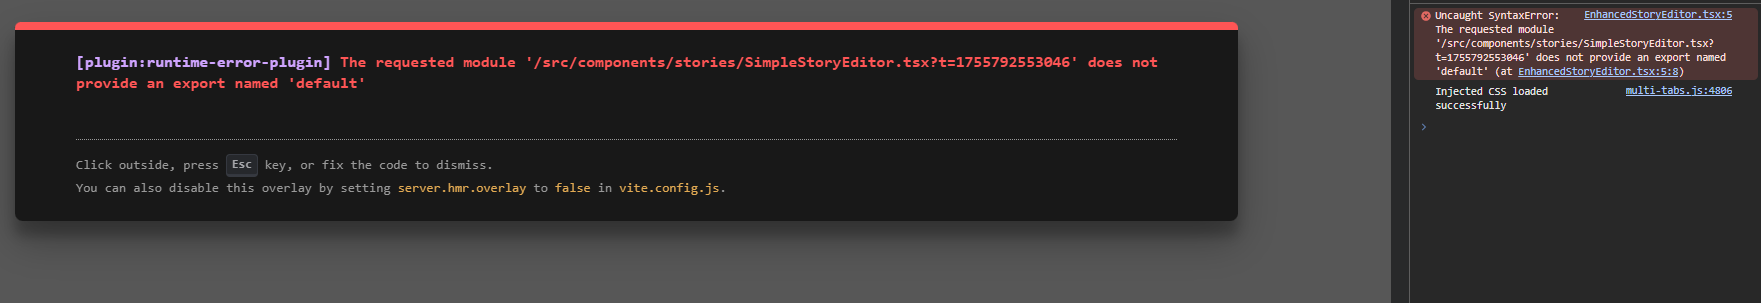 [plugin:runtime-error-plugin] The requested module '/src/components/stories/SimpleStoryEditor.tsx?t=1755792553046' does not
provide an export named 'default'
Click outside, press Esc key, or fix the code to dismiss.
You can also disable this overlay by setting server.hmr.overlay to false in vite.config.js.
Uncaught SyntaxError: EnhancedStoryEditor.tsx:5
The requested module
'/src/components/stories/SimpleStoryEditor.tsx?
t=1755792553046' does not provide an export named
'default' (at EnhancedStoryEditor.tsx:5:8)
Injected CSS loaded multi-tabs.js:4806
successfully